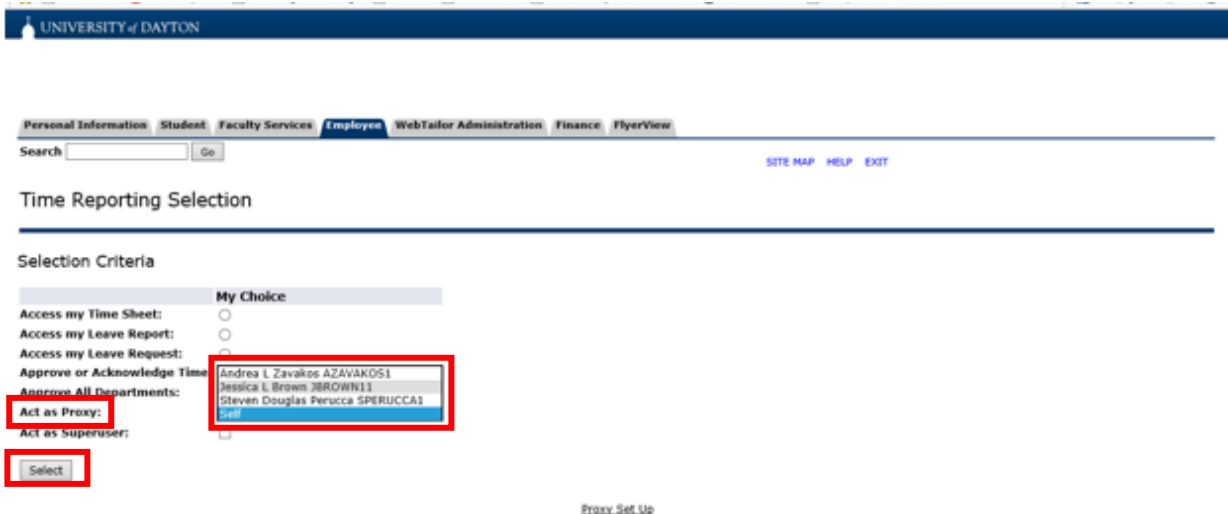 UNIVERSITY of DAYTON
Personal Information Student Faculty Services Employee WebTailor Administration Finance FlyerView
Search Go
SITE MAP HELP EXIT
Time Reporting Selection
Selection Criteria
My Choice
Access my Time Sheet:
Access my Leave Report:
Access my Leave Request:
Approve or Acknowledge Time Andrea L Zavakos AZAVAKOS1
Jessica L Brown JBROWN11
Approve All Departments:
Steven Douglas Perucca SPERUCCA1
Act as Proxy: Self
Act as Superuser:
Select
Proxy Set Up